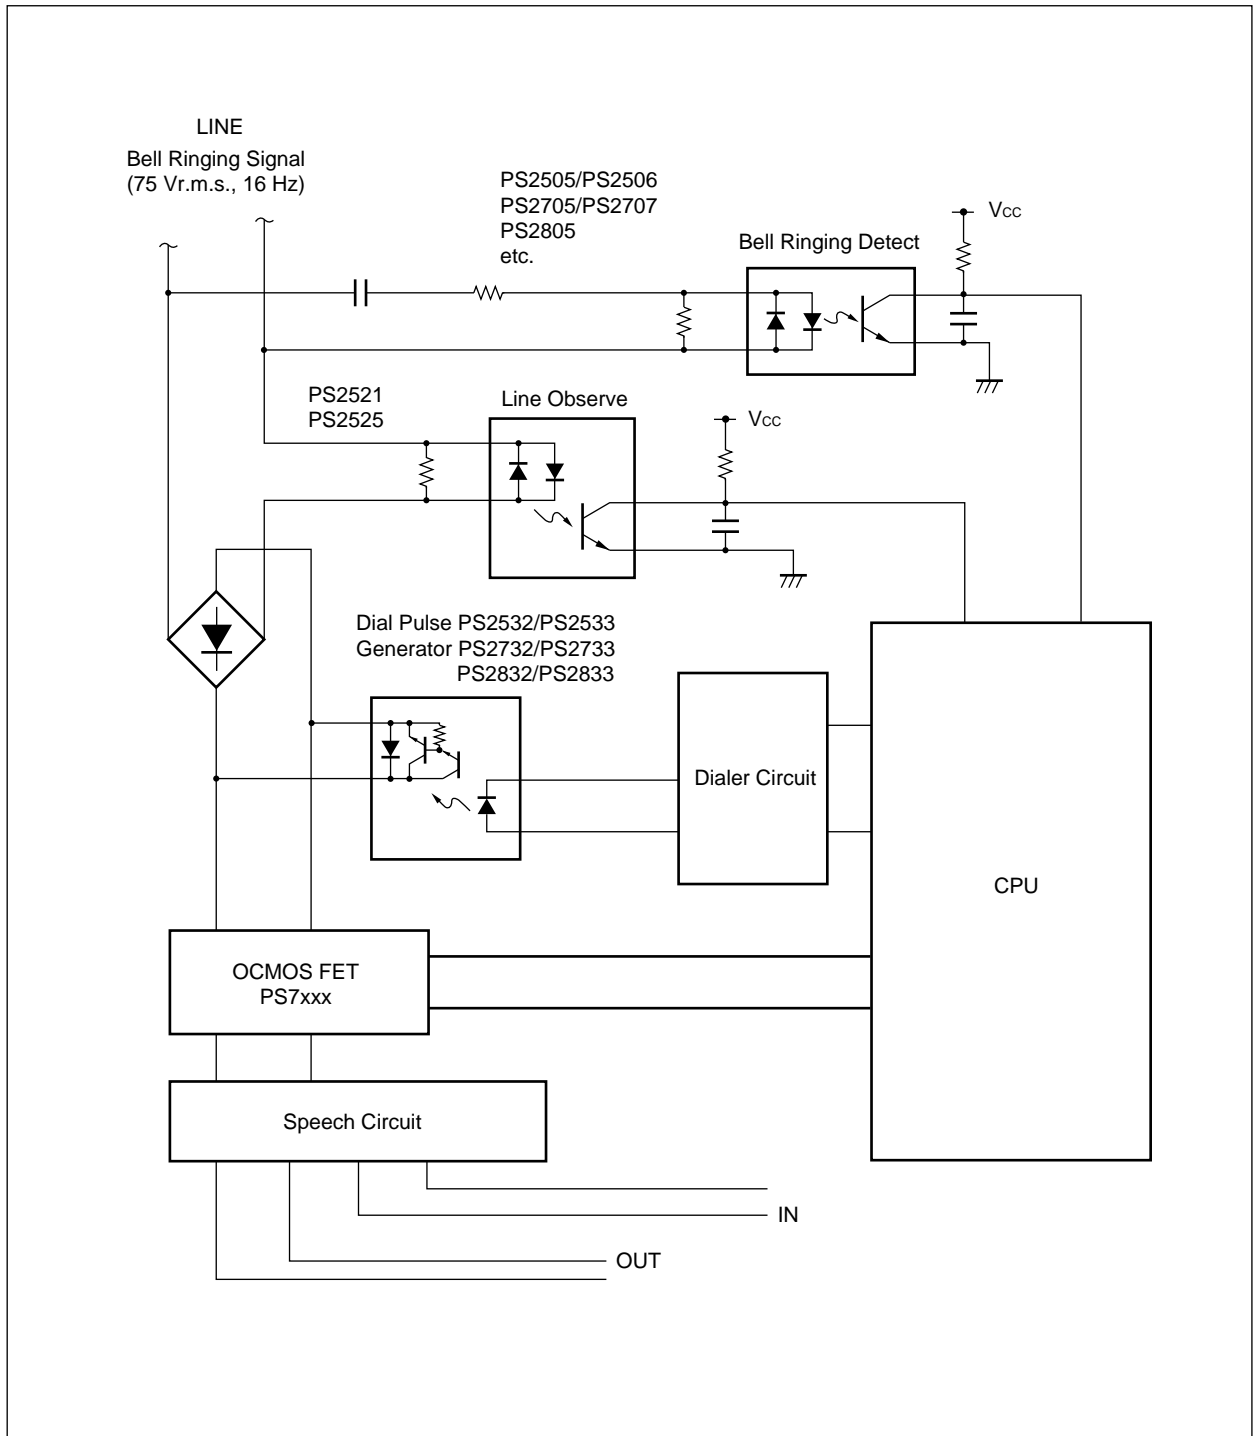 LINE
Bell Ringing Signal
(75 Vr.m.s., 16 Hz)
PS2505/PS2506
PS2705/PS2707
PS2805
etc.
Bell Ringing Detect
VCC
PS2521
PS2525
Line Observe
VCC
Dial Pulse PS2532/PS2533
Generator PS2732/PS2733
PS2832/PS2833
Dialer Circuit
CPU
OCMOS FET
PS7xxx
Speech Circuit
IN
OUT